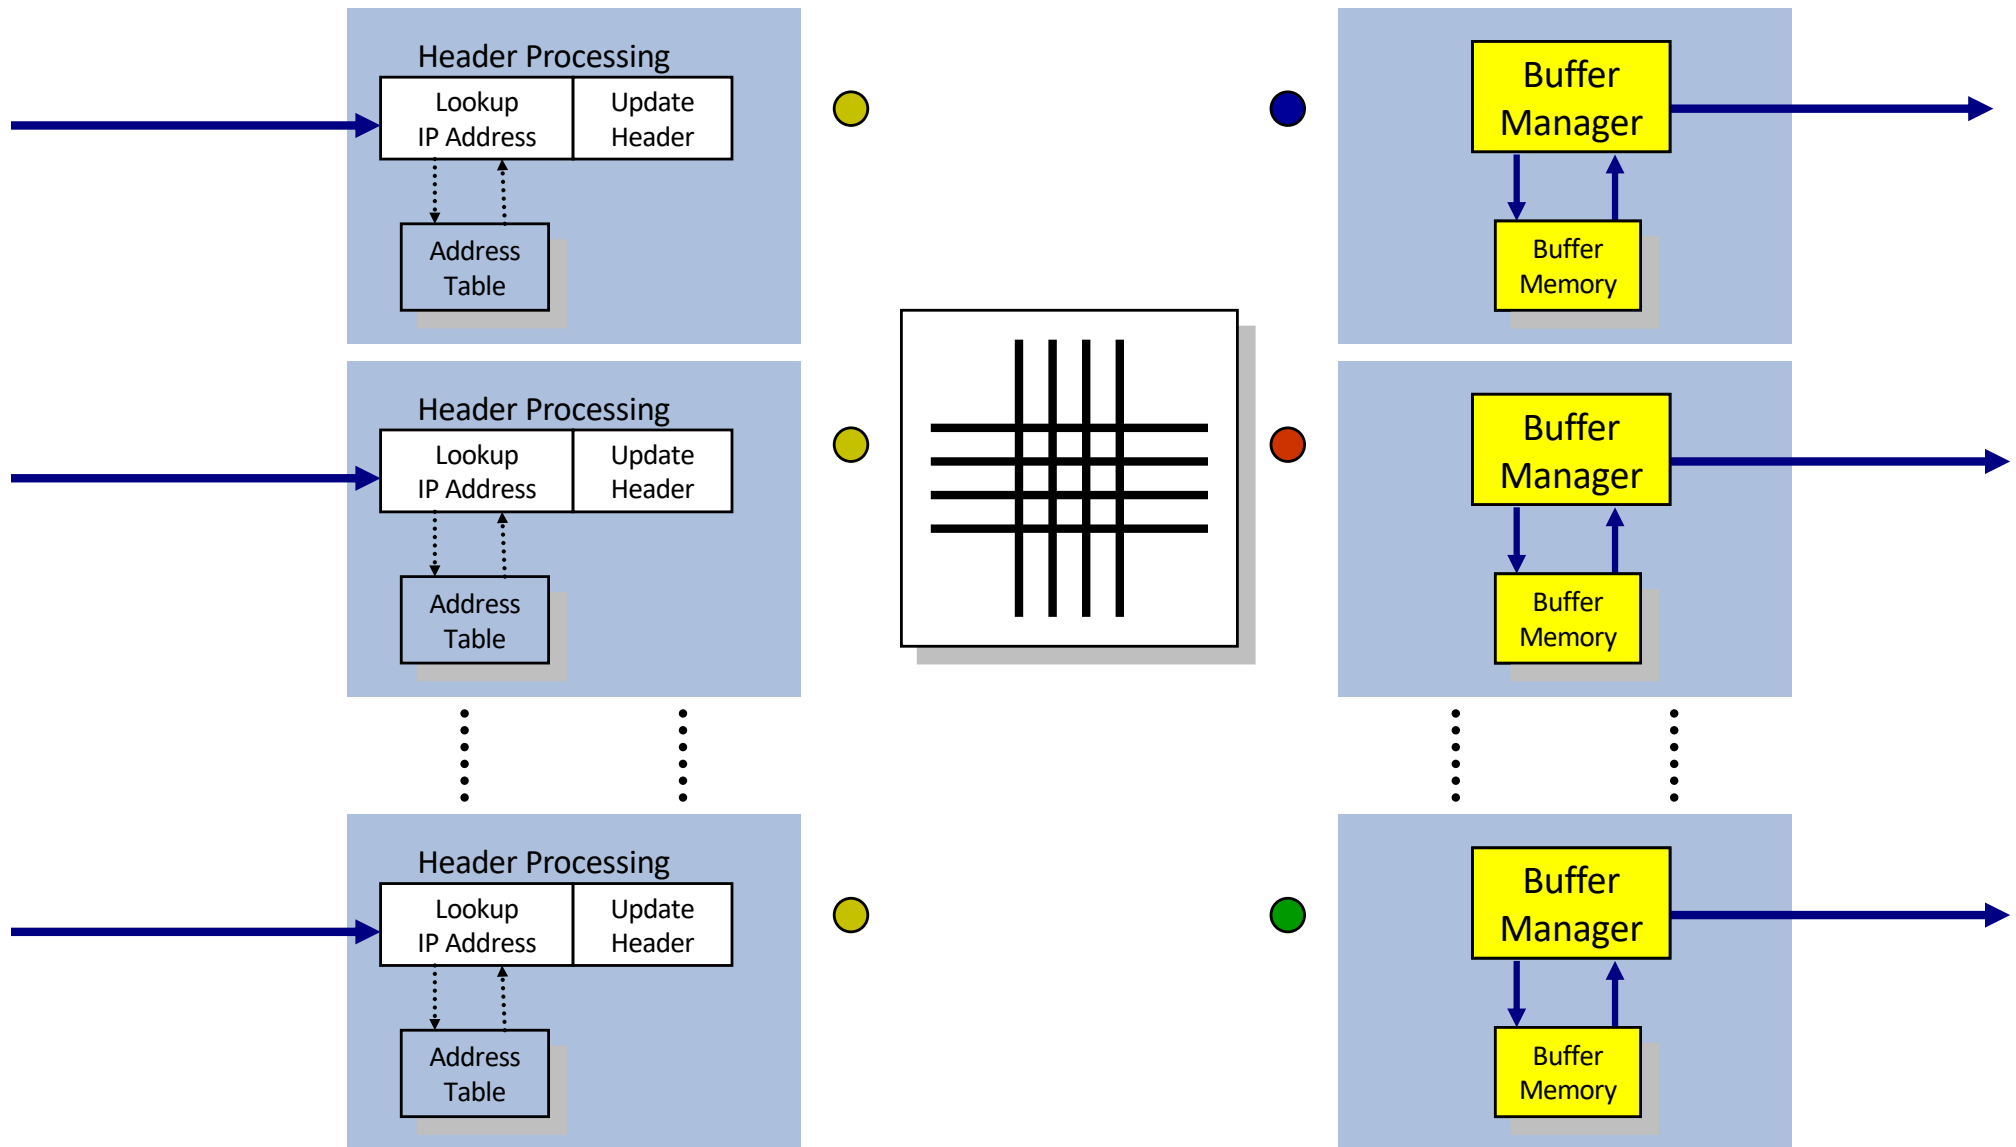 Header Processing
Lookup
IP Address
Update
Header
Address
Table
Buffer
Manager
Buffer
Memory
Header Processing
Lookup
IP Address
Update
Header
Address
Table
Buffer
Manager
Buffer
Memory
Header Processing
Lookup
IP Address
Update
Header
Address
Table
Buffer
Manager
Buffer
Memory